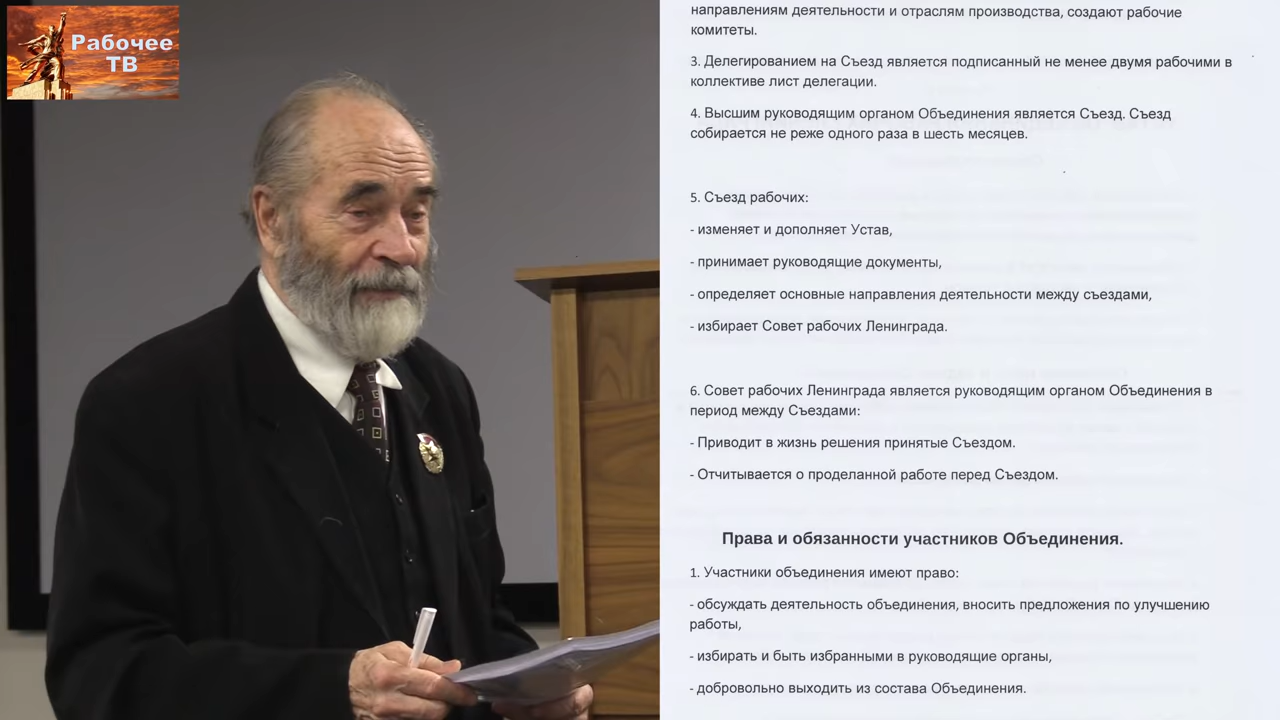 Рабочее
ТВ
направлениям деятельности и отраслям производства, создают рабочие
комитеты.
3. Делегированием на Съезд является подписанный не менее двумя рабочими в
коллективе лист делегации.
4. Высшим руководящим органом Объединения является Съезд. Съезд
собирается не реже одного раза в шесть месяцев.
5. Съезд рабочих:
- изменяет и дополняет Устав,
- принимает руководящие документы,
- определяет основные направления деятельности между съездами,
- избирает Совет рабочих Ленинграда.
6. Совет рабочих Ленинграда является руководящим органом Объединения в
период между Съездами:
- Приводит в жизнь решения принятые Съездом.
- Отчитывается о проделанной работе перед Съездом.
Права и обязанности участников Объединения.
1. Участники объединения имеют право:
- обсуждать деятельность объединения, вносить предложения по улучшению
работы,
- избирать и быть избранными в руководящие органы,
- добровольно выходить из состава Объединения.